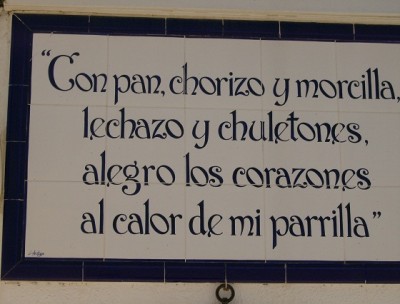 “Con pan, chorizo y morcilla,
lechazo y chuletones,
alegro los corazones
al calor de mi parrilla”